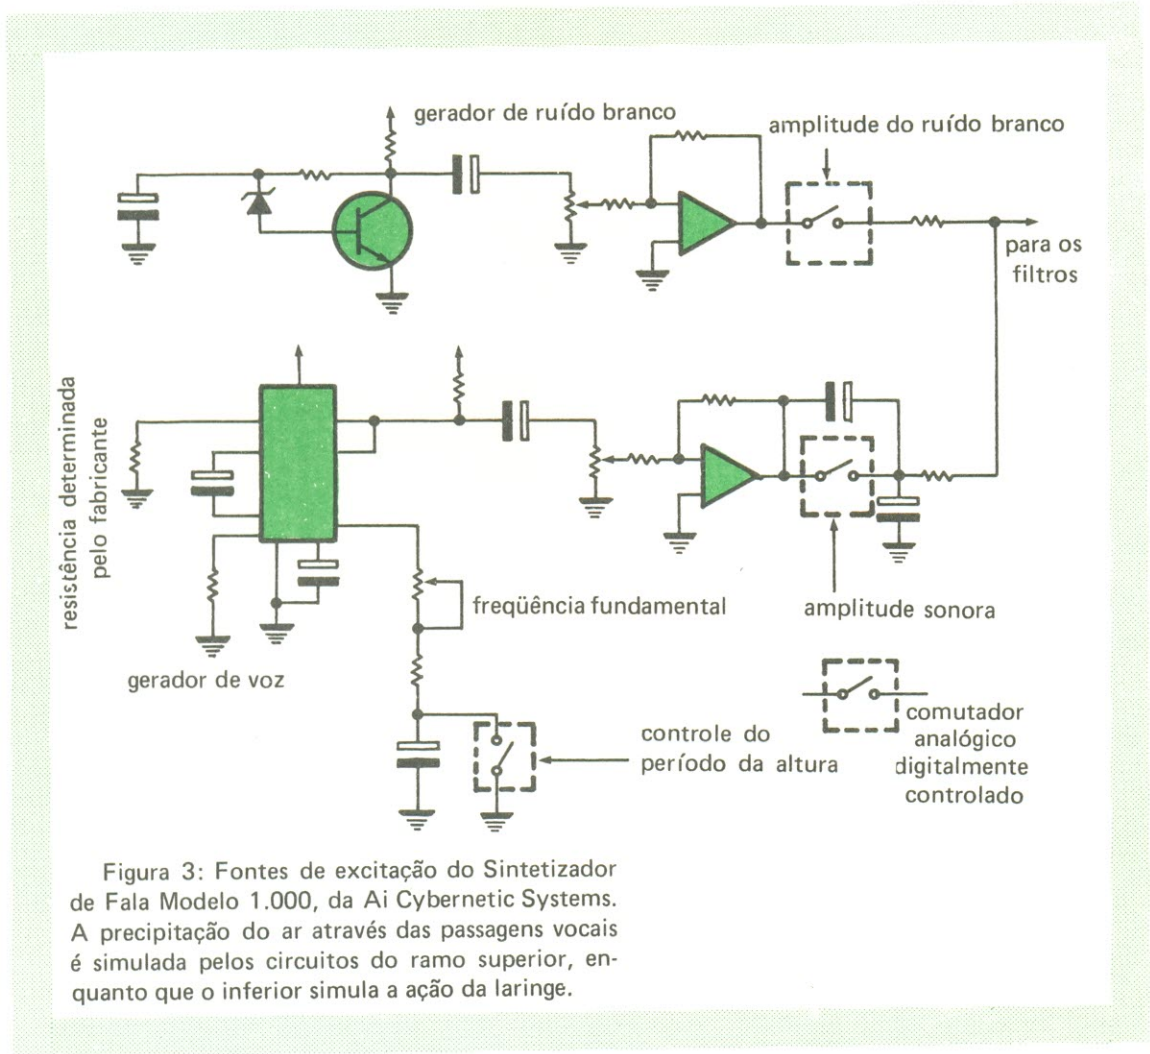 gerador de ruído branco
amplitude do ruído branco
para os
filtros
resistência determinada
pelo fabricante
freqüência fundamental
amplitude sonora
gerador de voz
controle do
período da altura
comutador
analógico
digitalmente
controlado
Figura 3: Fontes de excitação do Sintetizador
de Fala Modelo 1.000, da Ai Cybernetic Systems.
A precipitação do ar através das passagens vocais
é simulada pelos circuitos do ramo superior, en-
quanto que o inferior simula a ação da laringe.